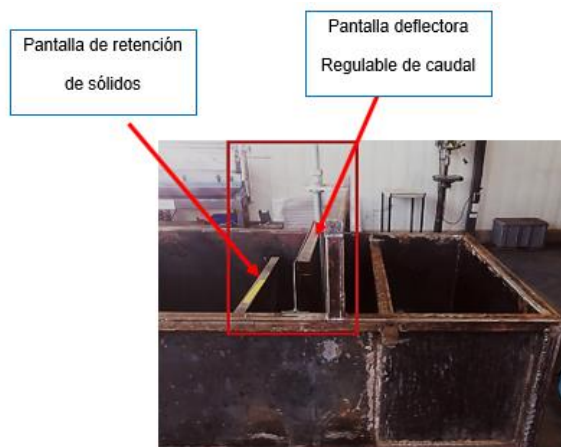 Pantalla de retención
de sólidos
Pantalla deflectora
Regulable de caudal